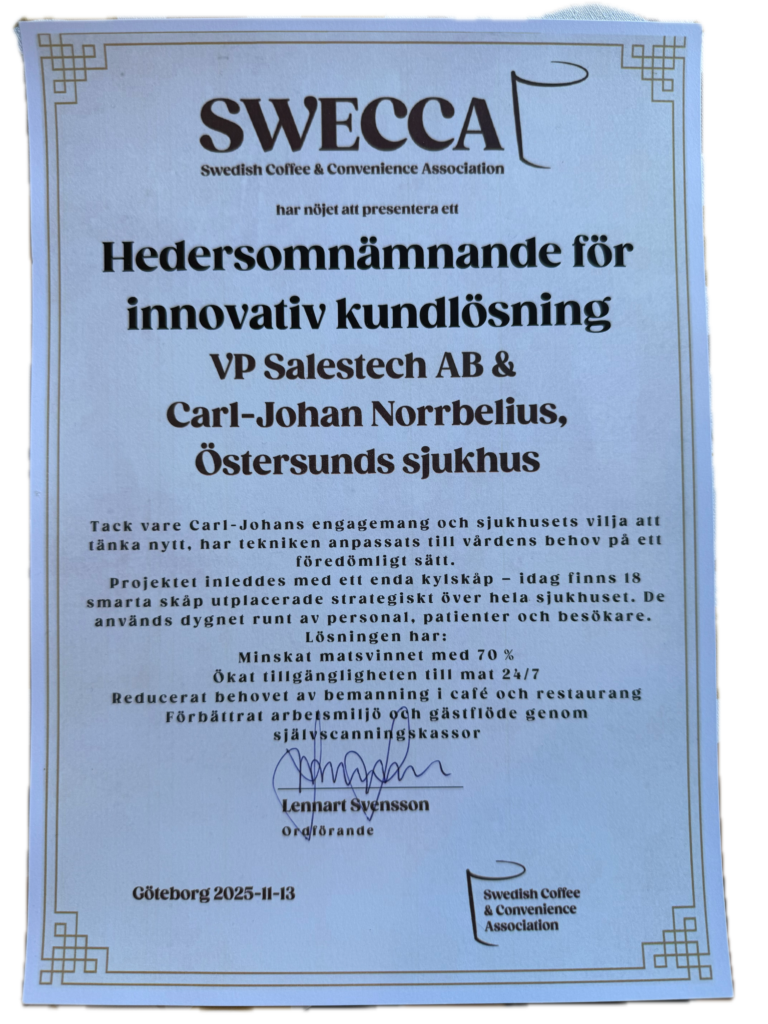 SWECCA
Swedish Coffee & Convenience Association
har nöjet att presentera ett
Hedersomnämnande för
innovativ kundlösning
VP Salestech AB &
Carl-Johan Norrbelius,
Östersunds sjukhus
Tack vare Carl-Johans engagemang och sjukhusets vilja att
tänka nytt, har tekniken anpassats till vårdens behov på ett
föredömligt sätt.
Projektet inleddes med ett enda kylskåp – idag finns 18
smarta skåp utplacerade strategiskt över hela sjukhuset. De
används dygnet runt av personal, patienter och besökare.
Lösningen har:
Minskat matsvinnet med 70 %
Ökat tillgängligheten till mat 24/7
Reducerat behovet av bemanning i café och restaurang
Förbättrat arbetsmiljö och gästflöde genom
självscanningskassor
Lennart Svensson
Ordförande
Göteborg 2025-11-13
Swedish Coffee
& Convenience
Association